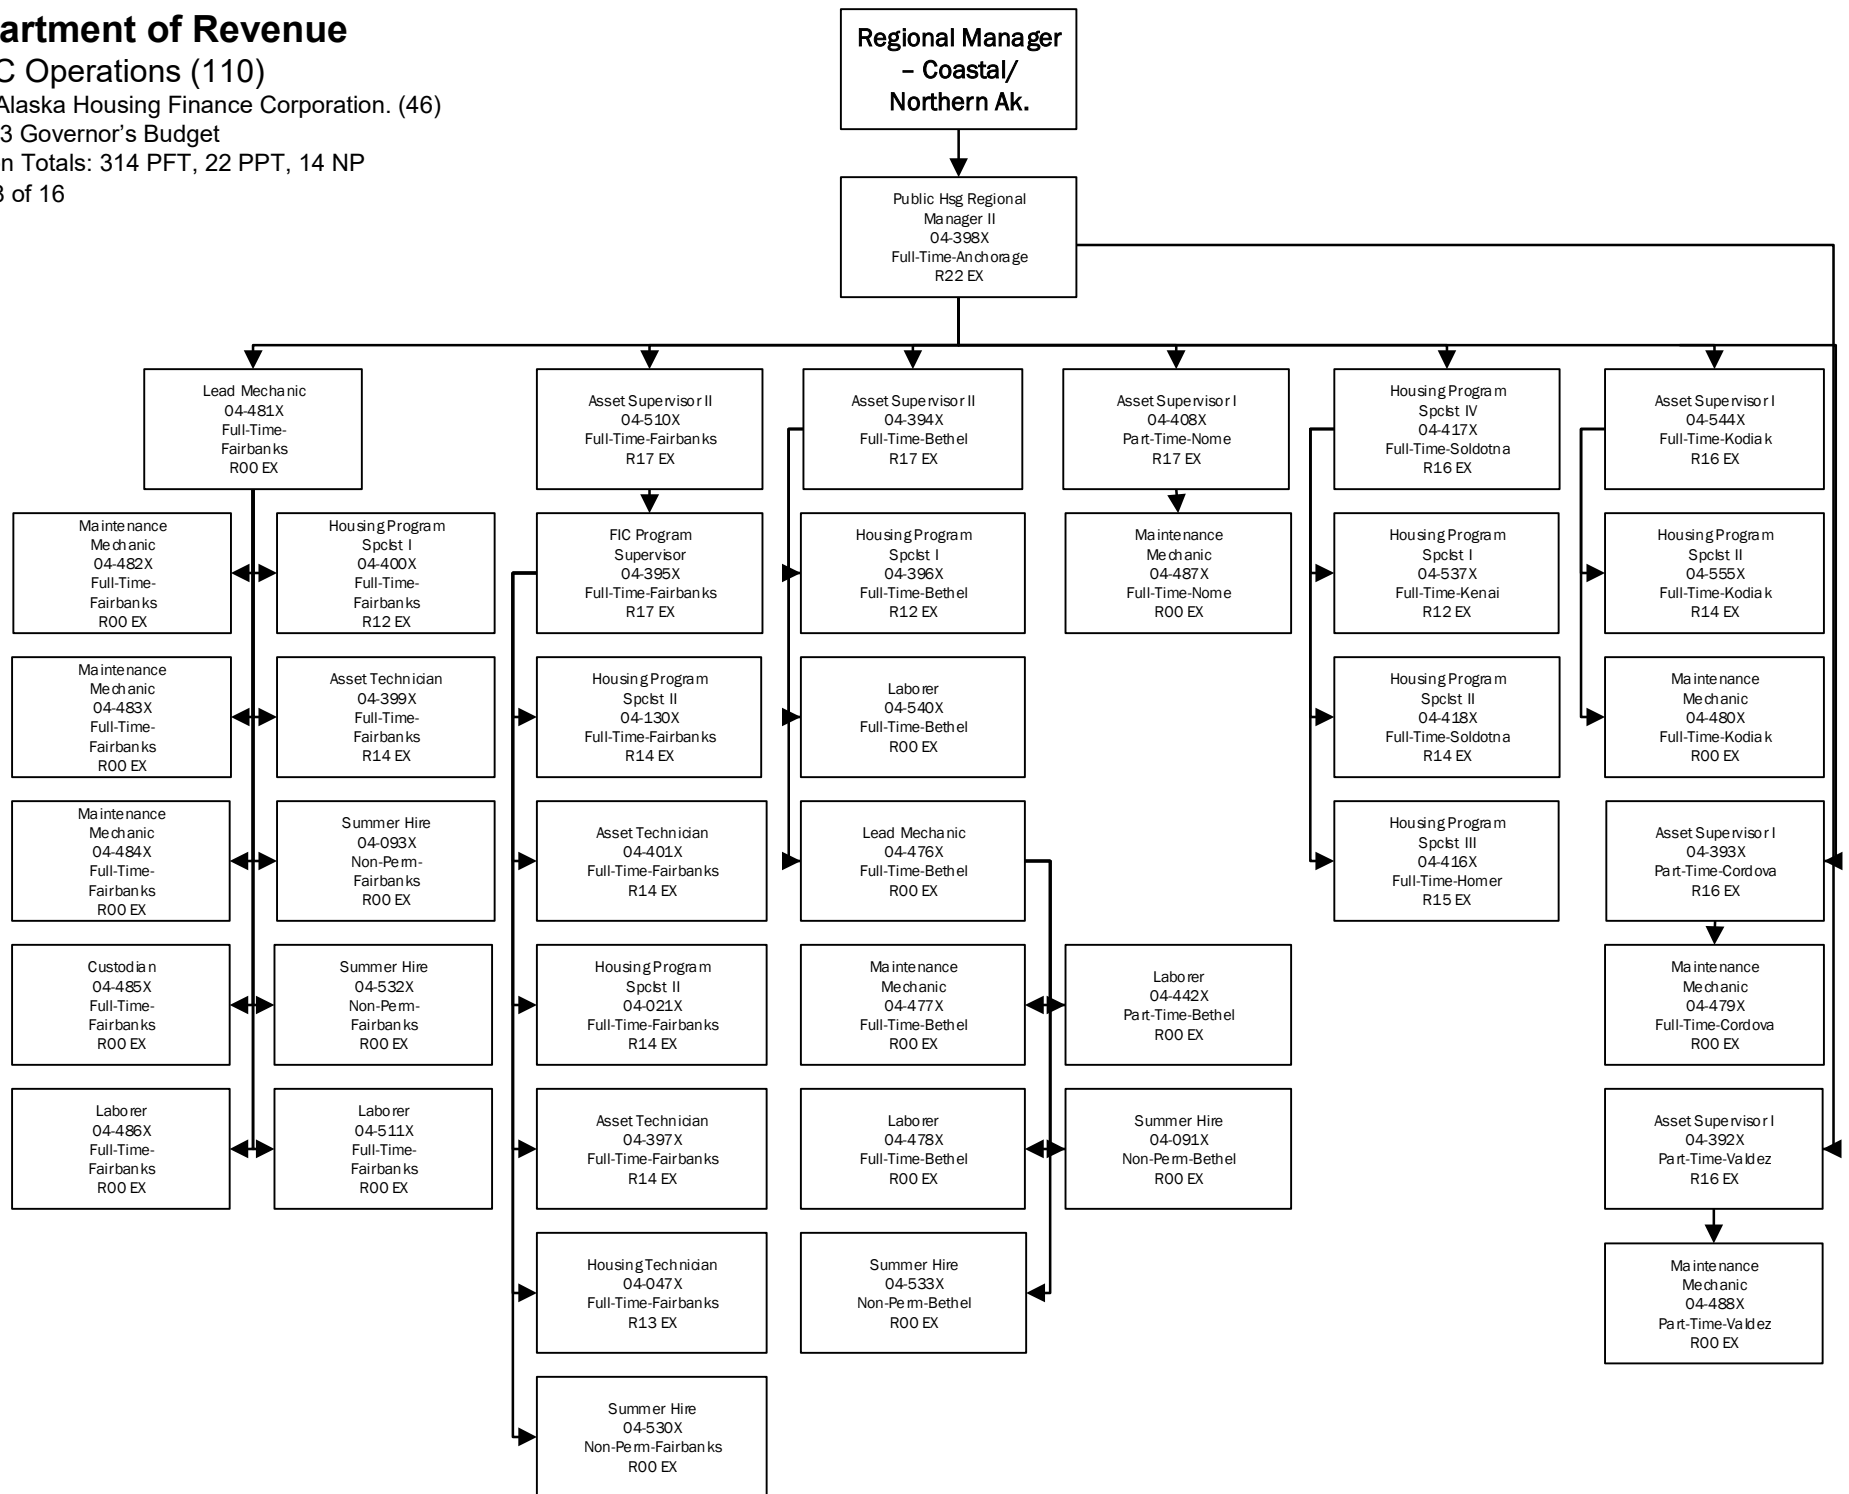 artment of Revenue
C Operations (110)
Alaska Housing Finance Corporation. (46)
3 Governor's Budget
n Totals: 314 PFT, 22 PPT, 14 NP
3 of 16
Regional Manager
– Coastal/
Northern Ak.
Public Hsg Regional
Manager II
04-398X
Full-Time-Anchorage
R22 EX
Lead Mechanic
04-481X
Full-Time-
Fairbanks
R00 EX
Asset Supervisor II
04-510X
Full-Time-Fairbanks
R17 EX
Asset Supervisor II
04-394X
Full-Time-Bethel
R17 EX
Asset Supervisor I
04-408X
Part-Time-Nome
R17 EX
Housing Program
Spclst IV
04-417X
Full-Time-Soldotna
R16 EX
Asset Supervisor I
04-544X
Full-Time-Kodiak
R16 EX
Maintenance
Mechanic
04-482X
Full-Time-
Fairbanks
R00 EX
Housing Program
Spclst I
04-400X
Full-Time-
Fairbanks
R12 EX
FIC Program
Supervisor
04-395X
Full-Time-Fairbanks
R17 EX
Housing Program
Spclst I
04-396X
Full-Time-Bethel
R12 EX
Maintenance
Mechanic
04-487X
Full-Time-Nome
R00 EX
Housing Program
Spclst I
04-537X
Full-Time-Kenai
R12 EX
Housing Program
Spclst II
04-555X
Full-Time-Kodiak
R14 EX
Maintenance
Mechanic
04-483X
Full-Time-
Fairbanks
R00 EX
Asset Technician
04-399X
Full-Time-
Fairbanks
R14 EX
Housing Program
Spclst II
04-130X
Full-Time-Fairbanks
R14 EX
Laborer
04-540X
Full-Time-Bethel
R00 EX
Housing Program
Spclst II
04-418X
Full-Time-Soldotna
R14 EX
Maintenance
Mechanic
04-480X
Full-Time-Kodiak
R00 EX
Maintenance
Mechanic
04-484X
Full-Time-
Fairbanks
R00 EX
Summer Hire
04-093X
Non-Perm-
Fairbanks
R00 EX
Asset Technician
04-401X
Full-Time-Fairbanks
R14 EX
Lead Mechanic
04-476X
Full-Time-Bethel
R00 EX
Housing Program
Spclst III
04-416X
Full-Time-Homer
R15 EX
Asset Supervisor I
04-393X
Part-Time-Cordova
R16 EX
Custodian
04-485X
Full-Time-
Fairbanks
R00 EX
Summer Hire
04-532X
Non-Perm-
Fairbanks
R00 EX
Housing Program
Spclst II
04-021X
Full-Time-Fairbanks
R14 EX
Maintenance
Mechanic
04-477X
Full-Time-Bethel
R00 EX
Laborer
04-442X
Part-Time-Bethel
R00 EX
Maintenance
Mechanic
04-479X
Full-Time-Cordova
R00 EX
Laborer
04-486X
Full-Time-
Fairbanks
R00 EX
Laborer
04-511X
Full-Time-
Fairbanks
R00 EX
Asset Technician
04-397X
Full-Time-Fairbanks
R14 EX
Laborer
04-478X
Full-Time-Bethel
R00 EX
Summer Hire
04-091X
Non-Perm-Bethel
R00 EX
Asset Supervisor I
04-392X
Part-Time-Valdez
R16 EX
Housing Technician
04-047X
Full-Time-Fairbanks
R13 EX
Summer Hire
04-533X
Non-Perm-Bethel
R00 EX
Maintenance
Mechanic
04-488X
Part-Time-Valdez
R00 EX
Summer Hire
04-530X
Non-Perm-Fairbanks
R00 EX